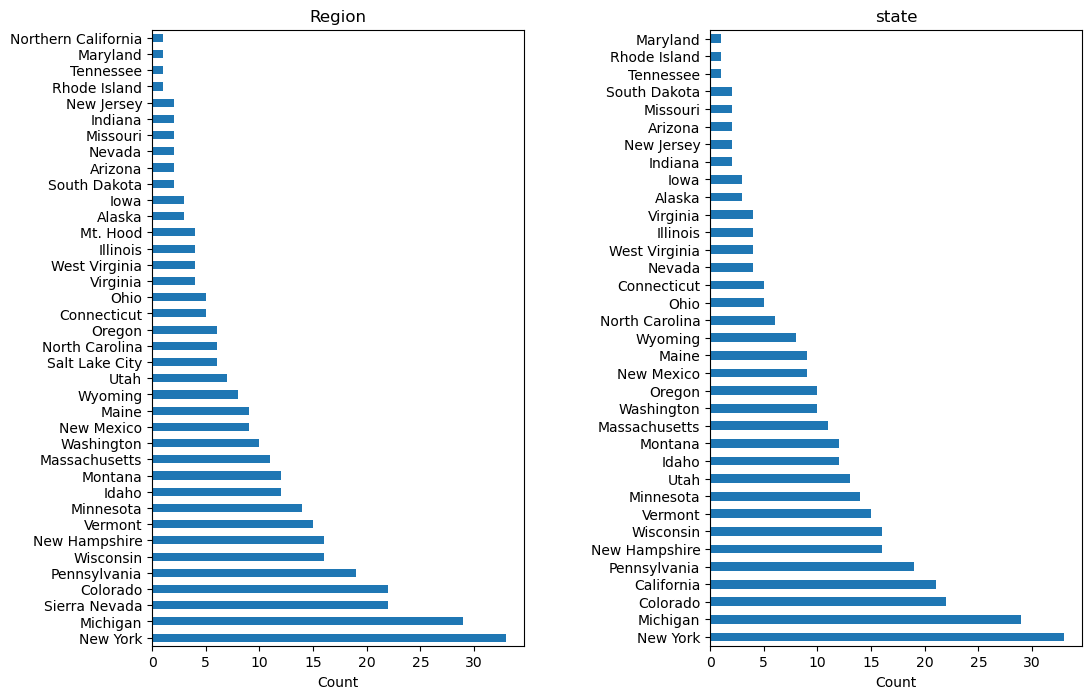 Region
Northern California
Maryland
Tennessee
Rhode Island
New Jersey
Indiana
Missouri
Nevada
Arizona
South Dakota
Iowa
Alaska
Mt. Hood
Illinois
West Virginia
Virginia
Ohio
Connecticut
Oregon
North Carolina
Salt Lake City
Utah
Wyoming
Maine
New Mexico
Washington
Massachusetts
Montana
Idaho
Minnesota
Vermont
New Hampshire
Wisconsin
Pennsylvania
Colorado
Sierra Nevada
Michigan
New York
0 5 10 15 20 25 30
Count
state
Maryland
Rhode Island
Tennessee
South Dakota
Missouri
Arizona
New Jersey
Indiana
Iowa
Alaska
Virginia
Illinois
West Virginia
Nevada
Connecticut
Ohio
North Carolina
Wyoming
Maine
New Mexico
Oregon
Washington
Massachusetts
Montana
Idaho
Utah
Minnesota
Vermont
Wisconsin
New Hampshire
Pennsylvania
California
Colorado
Michigan
New York
0 5 10 15 20 25 30
Count